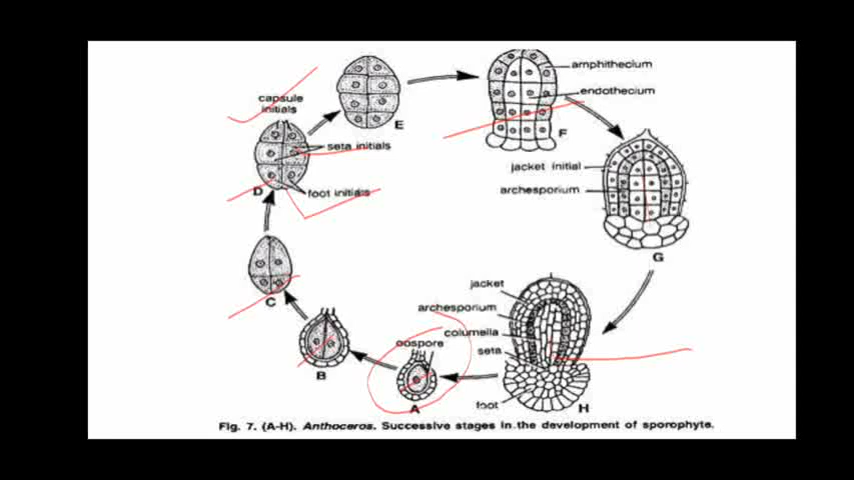 amphithecium
endothecium
capsule
initials
E
F
seta initials
D
foot initials
jacket initial
archesporium
G
C
jacket
archesporium
columella
oospore
seta
B
A
foot
H
Fig. 7. (A-H). Anthoceros. Successive stages in the development of sporophyte.